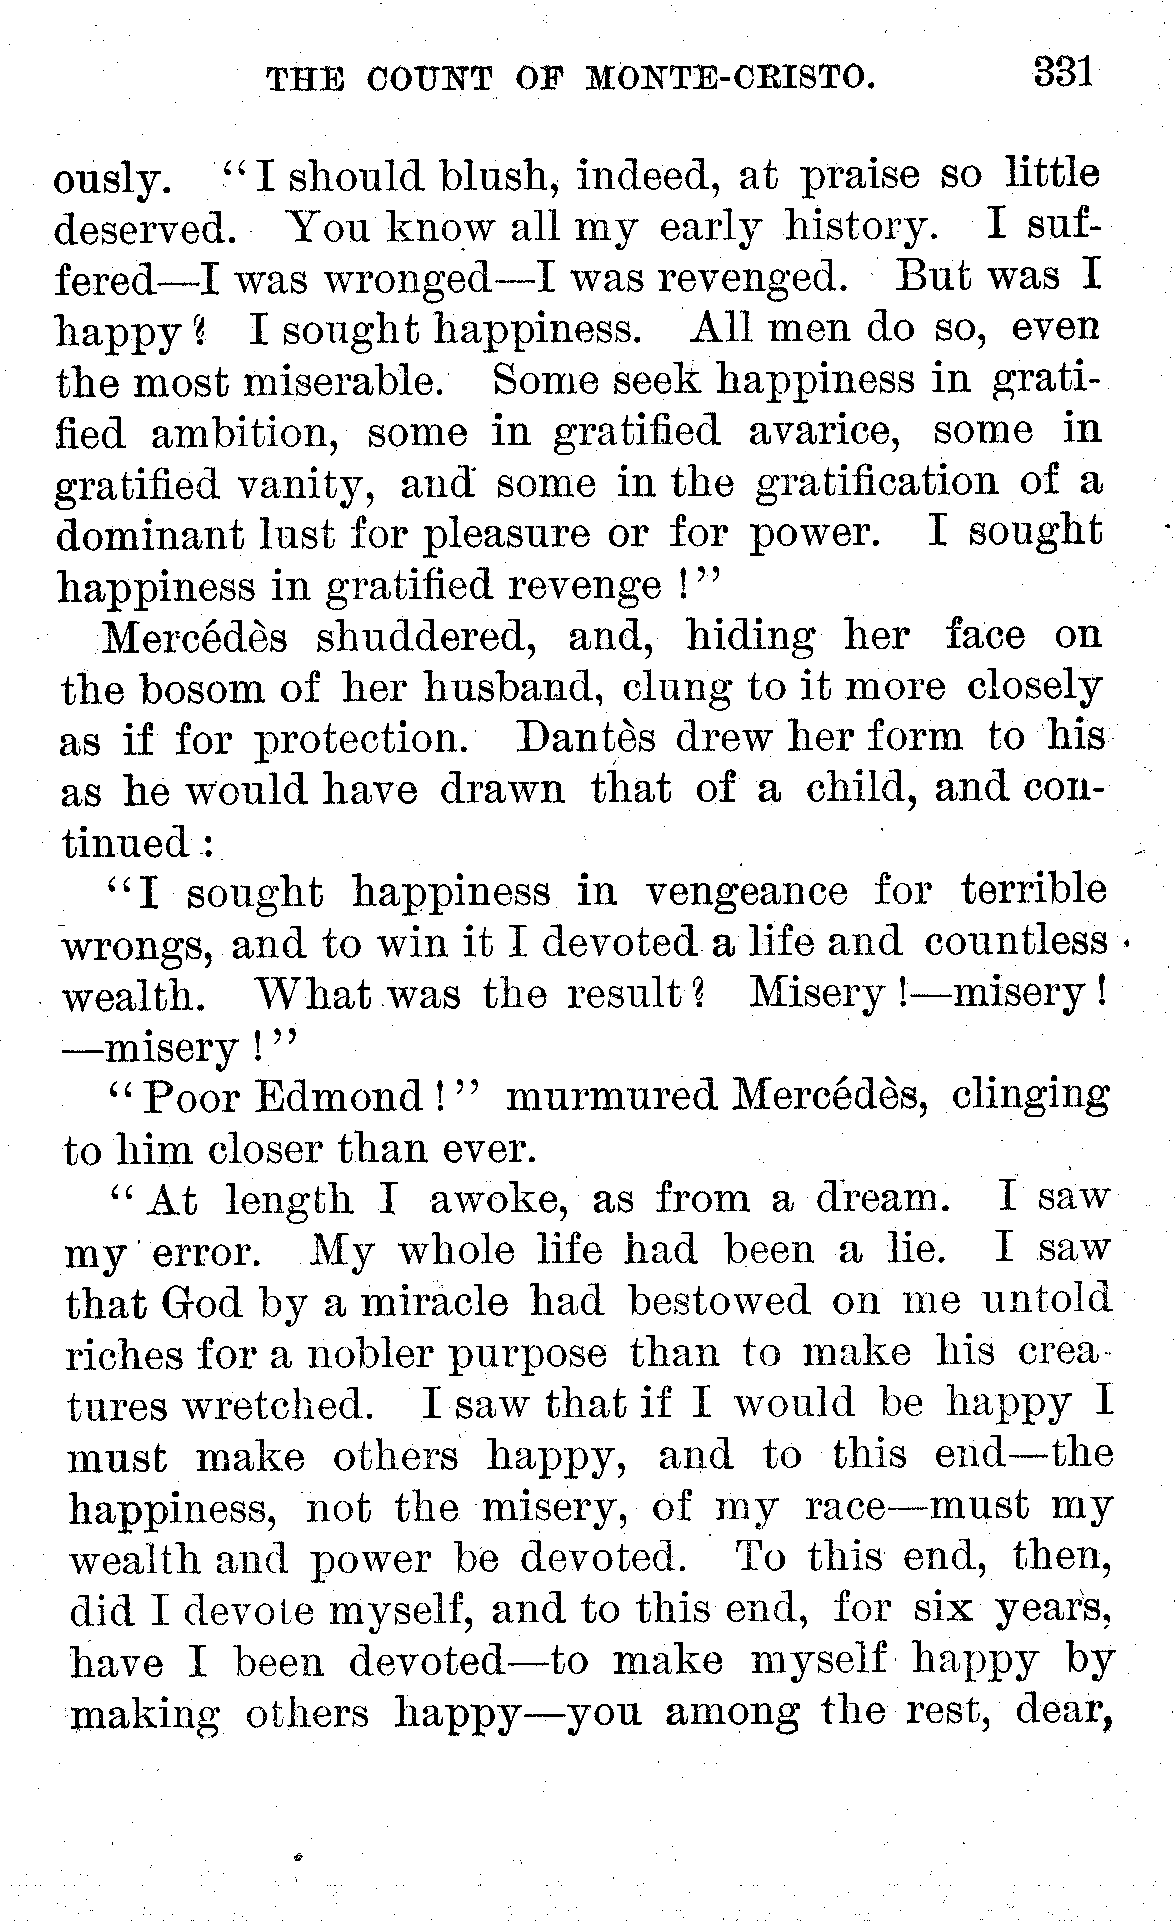 THE COUNT OF MONTE-CRISTO. 331
ously. "I should blush, indeed, at praise so little
deserved. You know all my early history. I suf-
fered—I was wronged—I was revenged. But was I
happy? I sought happiness. All men do so, even
the most miserable. Some seek happiness in grati-
fied ambition, some in gratified avarice, some in
gratified vanity, and some in the gratification of a
dominant lust for pleasure or for power. I sought
happiness in gratified revenge!"
Mercédès shuddered, and, hiding her face on
the bosom of her husband, clung to it more closely
as if for protection. Dantès drew her form to his
as he would have drawn that of a child, and con-
tinued:
"I sought happiness in vengeance for terrible
wrongs, and to win it I devoted a life and countless
wealth. What was the result? Misery!—misery!
—misery!"
"Poor Edmond!" murmured Mercédès, clinging
to him closer than ever.
"At length I awoke, as from a dream. I saw
my error. My whole life had been a lie. I saw
that God by a miracle had bestowed on me untold
riches for a nobler purpose than to make his crea-
tures wretched. I saw that if I would be happy I
must make others happy, and to this end—the
happiness, not the misery, of my race—must my
wealth and power be devoted. To this end, then,
did I devote myself, and to this end, for six years,
have I been devoted—to make myself happy by
making others happy—you among the rest, dear,